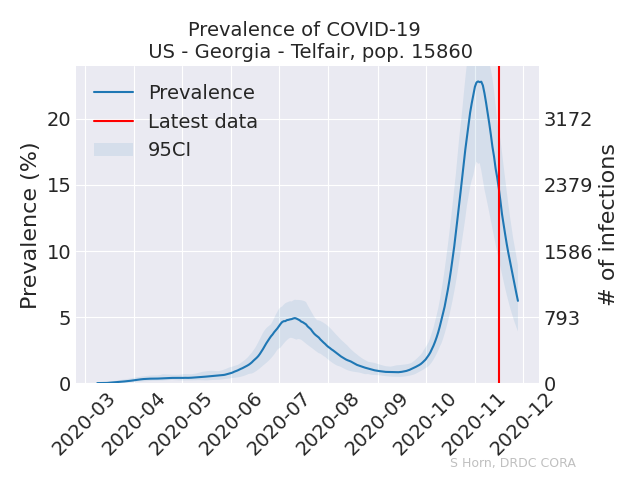 Prevalence of COVID-19
US - Georgia - Telfair, pop. 15860
Prevalence
Latest data
95CI
Prevalence (%)
20
15
10
5
0
3172
2379
1586
793
0
# of infections
2020-03
2020-04
2020-05
2020-06
2020-07
2020-08
2020-09
2020-10
2020-11
2020-12
S Horn, DRDC CORA